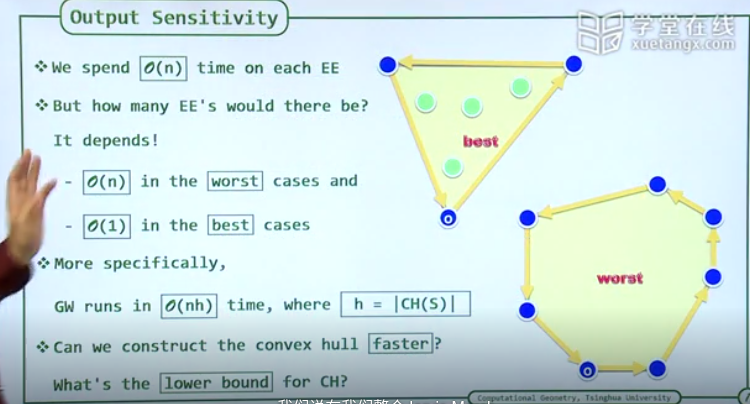 Output Sensitivity
学堂在线
xuetangx.com
❖We spend O(n) time on each EE
❖But how many EE's would there be?
It depends!
- O(n) in the worst cases and
- O(1) in the best cases
❖More specifically,
GW runs in O(nh) time, where h = |CH(S)|
❖Can we construct the convex hull faster?
What's the lower bound for CH?
best
o
worst
o
Computational Geometry, Tsinghua University